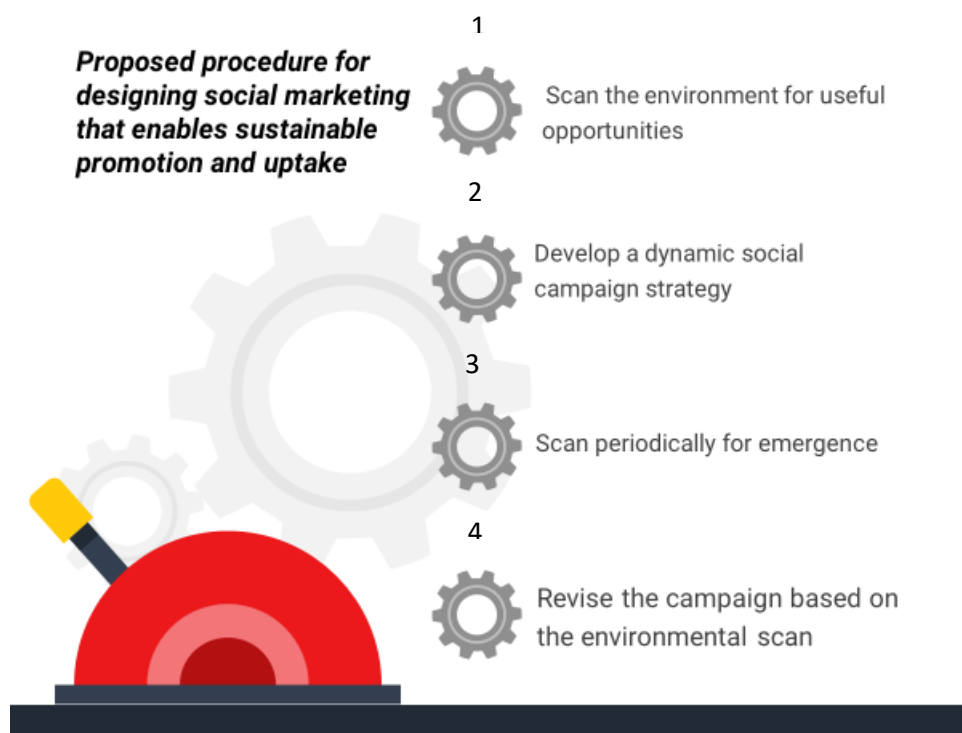 Proposed procedure for
designing social marketing
that enables sustainable
promotion and uptake
1
Scan the environment for useful
opportunities
2
Develop a dynamic social
campaign strategy
3
Scan periodically for emergence
4
Revise the campaign based on
the environmental scan